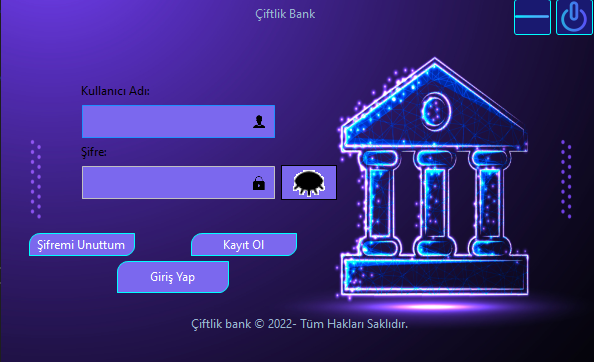 Çiftlik Bank
Kullanıcı Adı:
Şifre:
Şifremi Unuttum
Kayıt Ol
Giriş Yap
Çiftlik bank © 2022- Tüm Hakları Saklıdır.